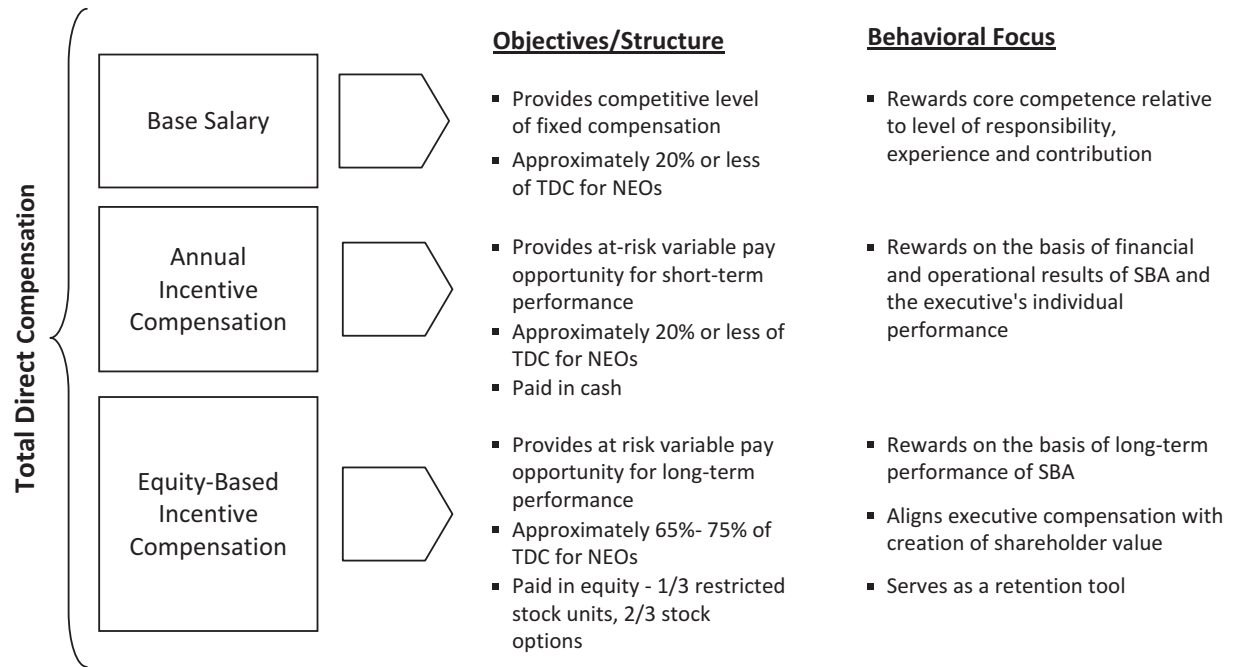 Total Direct Compensation
Objectives/Structure
Behavioral Focus
Base Salary
▪ Provides competitive level
of fixed compensation
▪ Approximately 20% or less
of TDC for NEOs
▪ Rewards core competence relative
to level of responsibility,
experience and contribution
Annual
Incentive
Compensation
▪ Provides at-risk variable pay
opportunity for short-term
performance
▪ Approximately 20% or less of
TDC for NEOs
▪ Paid in cash
▪ Rewards on the basis of financial
and operational results of SBA and
the executive's individual
performance
Equity-Based
Incentive
Compensation
▪ Provides at risk variable pay
opportunity for long-term
performance
▪ Approximately 65%- 75% of
TDC for NEOs
▪ Paid in equity - 1/3 restricted
stock units, 2/3 stock
options
▪ Rewards on the basis of long-term
performance of SBA
▪ Aligns executive compensation with
creation of shareholder value
▪ Serves as a retention tool